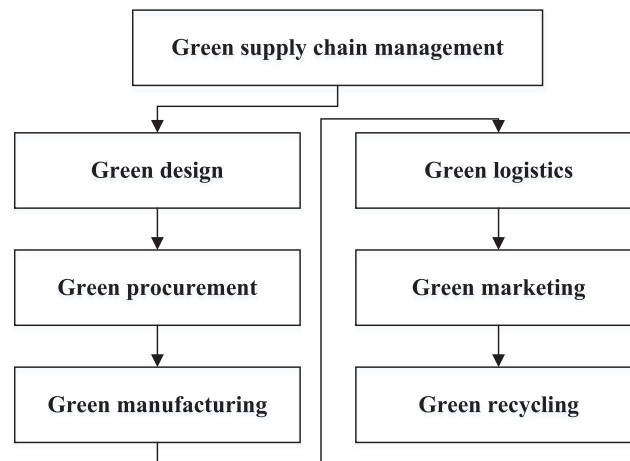 Green supply chain management
Green design
Green procurement
Green manufacturing
Green logistics
Green marketing
Green recycling